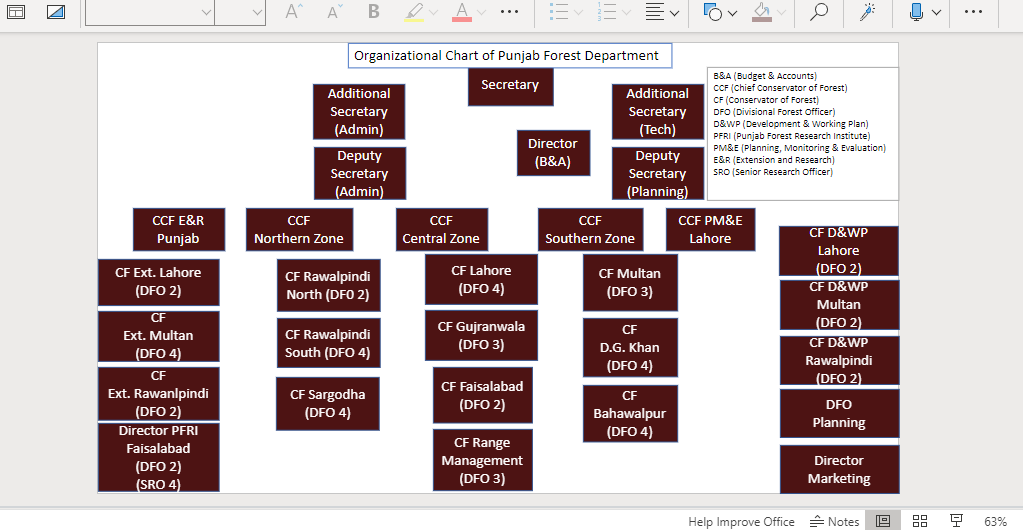 A
A
B
A
Organizational Chart of Punjab Forest Department
Secretary
Additional
Secretary
(Admin)
Additional
Secretary
(Tech)
B&A (Budget & Accounts)
CCF (Chief Conservator of Forest)
CF (Conservator of Forest)
DFO (Divisional Forest Officer)
D&WP (Development & Working Plan)
PFRI (Punjab Forest Research Institute)
PM&E (Planning, Monitoring & Evaluation)
E&R (Extension and Research)
SRO (Senior Research Officer)
Director
(B&A)
Deputy
Secretary
(Admin)
Deputy
Secretary
(Planning)
CCF E&R
Punjab
CCF
Northern Zone
CCF
Central Zone
CCF
Southern Zone
CCF PM&E
Lahore
CF Ext. Lahore
(DFO 2)
CF
Ext. Multan
(DFO 4)
CF
Ext. Rawanlpindi
(DFO 2)
Director PFRI
Faisalabad
(DFO 2)
(SRO 4)
CF Rawalpindi
North (DF0 2)
CF Rawalpindi
South (DFO 4)
CF Sargodha
(DFO 4)
CF Lahore
(DFO 4)
CF Gujranwala
(DFO 3)
CF Faisalabad
(DFO 2)
CF Range
Management
(DFO 3)
CF Multan
(DFO 3)
CF
D.G. Khan
(DFO 4)
CF
Bahawalpur
(DFO 4)
CF D&WP
Lahore
(DFO 2)
CF D&WP
Multan
(DFO 2)
CF D&WP
Rawalpindi
(DFO 2)
DFO
Planning
Director
Marketing
Help Improve Office
Notes
63%